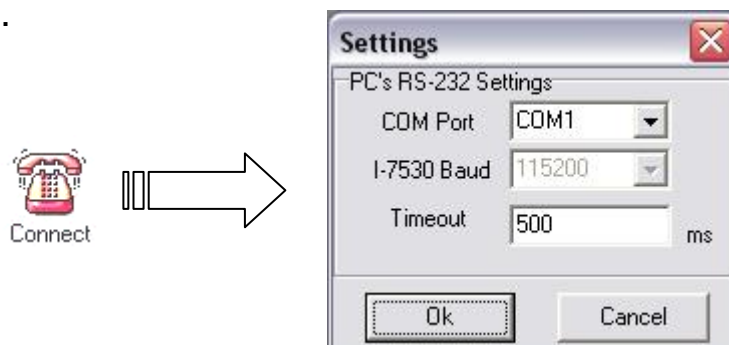 .
Settings
PC's RS-232 Settings
COM Port COM1
I-7530 Baud 115200
Timeout 500 ms
Connect
Ok Cancel